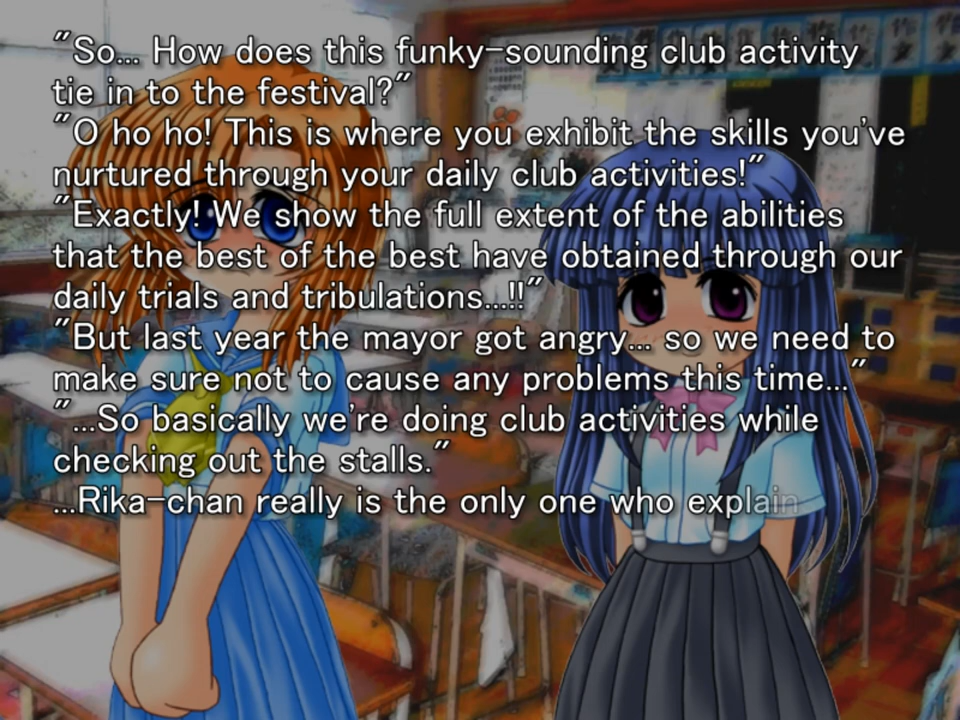 "So... How does this funky-sounding club activity
tie in to the festival?"
"O ho ho! This is where you exhibit the skills you've
nurtured through your daily club activities!"
"Exactly! We show the full extent of the abilities
that the best of the best have obtained through our
daily trials and tribulations...!!"
"But last year the mayor got angry... so we need to
make sure not to cause any problems this time..."
"...So basically we're doing club activities while
checking out the stalls."
...Rika-chan really is the only one who explain